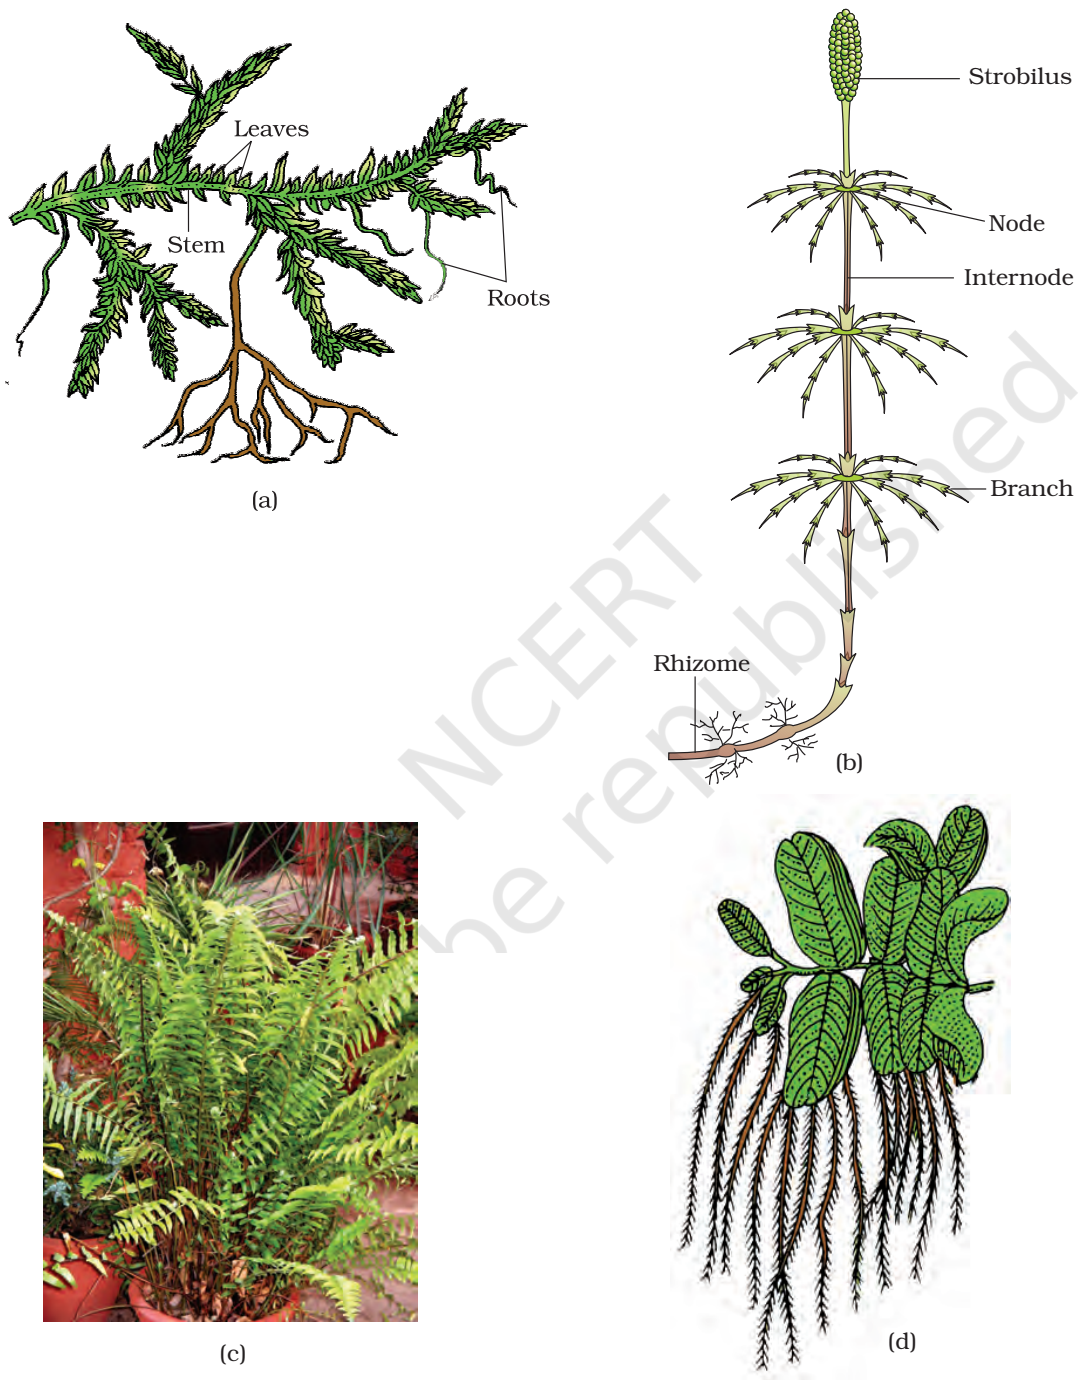 Strobilus
Leaves
Node
Stem
Internode
Roots
Branch
(a)
Rhizome
(b)
NCERT
be republished
(c)
(d)